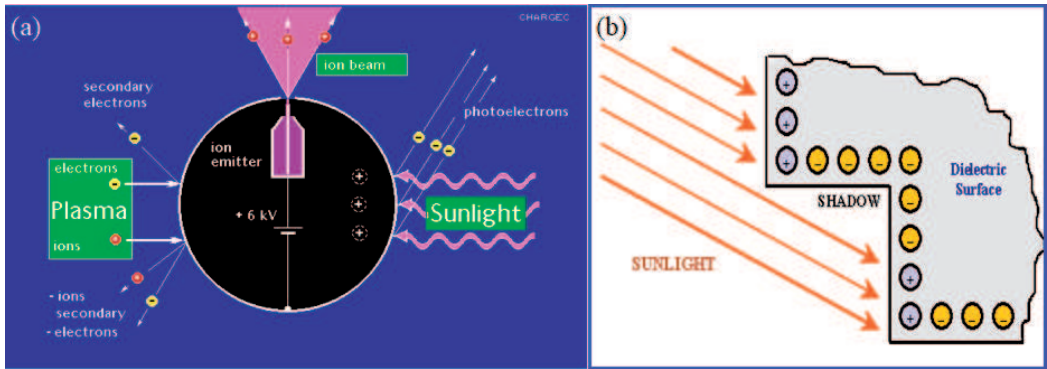 (a)
CHARGEC
ion beam
secondary
electrons
photoelectrons
ion
emitter
electrons
Plasma
ions
+ 6 kV
Sunlight
- ions
secondary
- electrons
(b)
Dielectric
Surface
SHADOW
SUNLIGHT